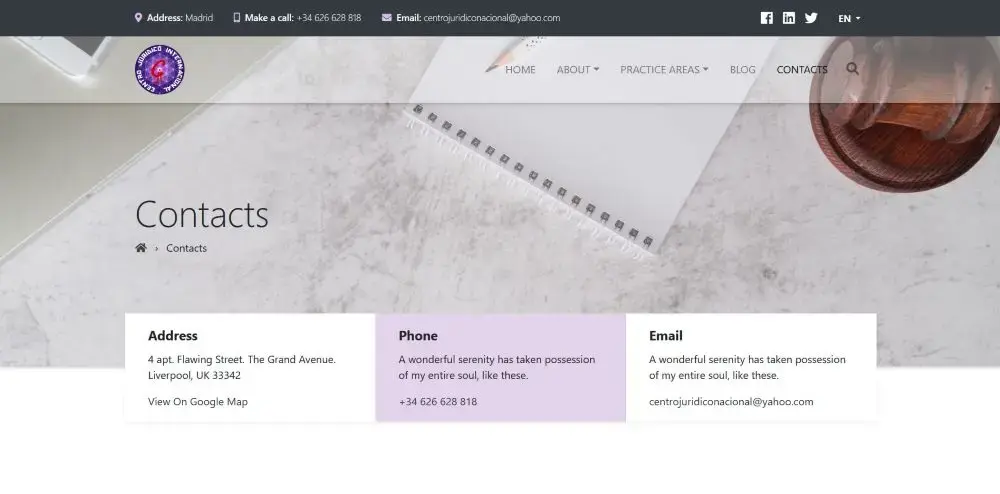 Address: Madrid Make a call: +34 626 628 818 Email: centrojuridiconacional@yahoo.com EN
CENTRO JURIDICO INTERNACIONAL
HOME ABOUT PRACTICE AREAS BLOG CONTACTS
Contacts
› Contacts
Address
4 apt. Flawing Street. The Grand Avenue.
Liverpool, UK 33342
View On Google Map
Phone
A wonderful serenity has taken possession
of my entire soul, like these.
+34 626 628 818
Email
A wonderful serenity has taken possession
of my entire soul, like these.
centrojuridiconacional@yahoo.com